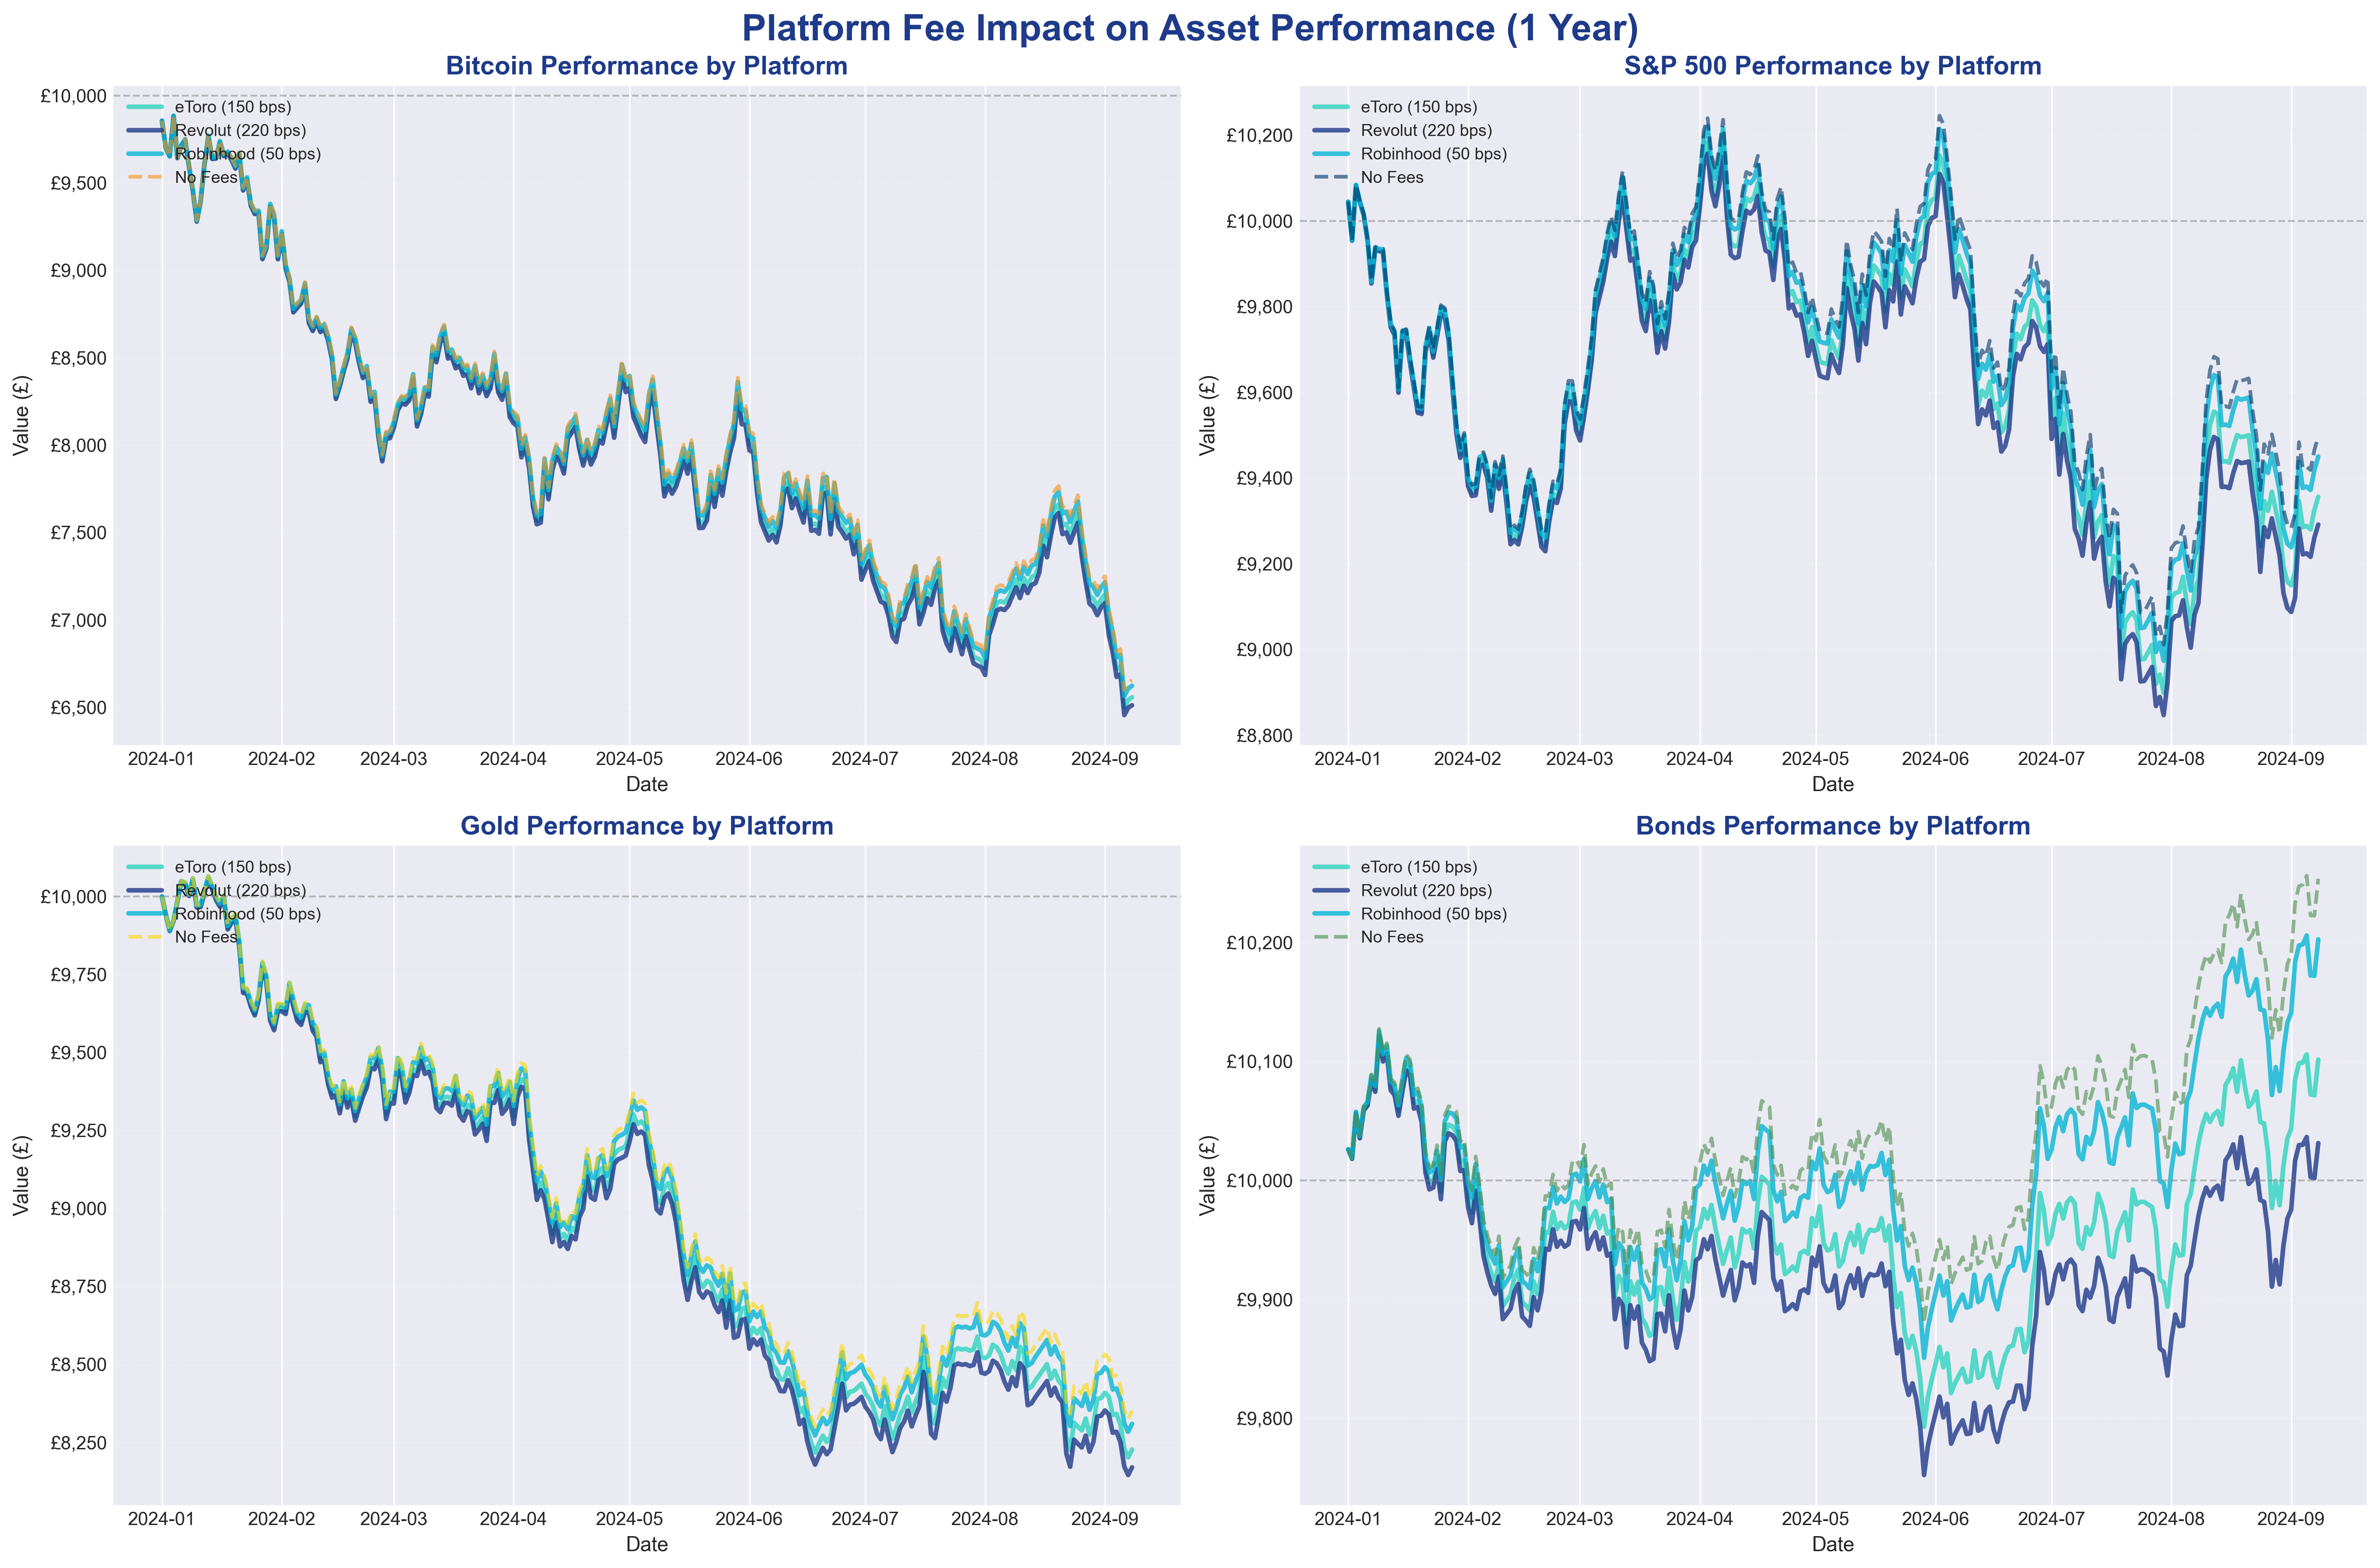 Platform Fee Impact on Asset Performance (1 Year)
Bitcoin Performance by Platform
eToro (150 bps)
Revolut (220 bps)
Robinhood (50 bps)
No Fees
Value (£)
£10,000
£9,500
£9,000
£8,500
£8,000
£7,500
£7,000
£6,500
2024-01 2024-02 2024-03 2024-04 2024-05 2024-06 2024-07 2024-08 2024-09
Date
S&P 500 Performance by Platform
eToro (150 bps)
Revolut (220 bps)
Robinhood (50 bps)
No Fees
Value (£)
£10,200
£10,000
£9,800
£9,600
£9,400
£9,200
£9,000
£8,800
2024-01 2024-02 2024-03 2024-04 2024-05 2024-06 2024-07 2024-08 2024-09
Date
Gold Performance by Platform
eToro (150 bps)
Revolut (220 bps)
Robinhood (50 bps)
No Fees
Value (£)
£10,000
£9,750
£9,500
£9,250
£9,000
£8,750
£8,500
£8,250
2024-01 2024-02 2024-03 2024-04 2024-05 2024-06 2024-07 2024-08 2024-09
Date
Bonds Performance by Platform
eToro (150 bps)
Revolut (220 bps)
Robinhood (50 bps)
No Fees
Value (£)
£10,200
£10,100
£10,000
£9,900
£9,800
2024-01 2024-02 2024-03 2024-04 2024-05 2024-06 2024-07 2024-08 2024-09
Date